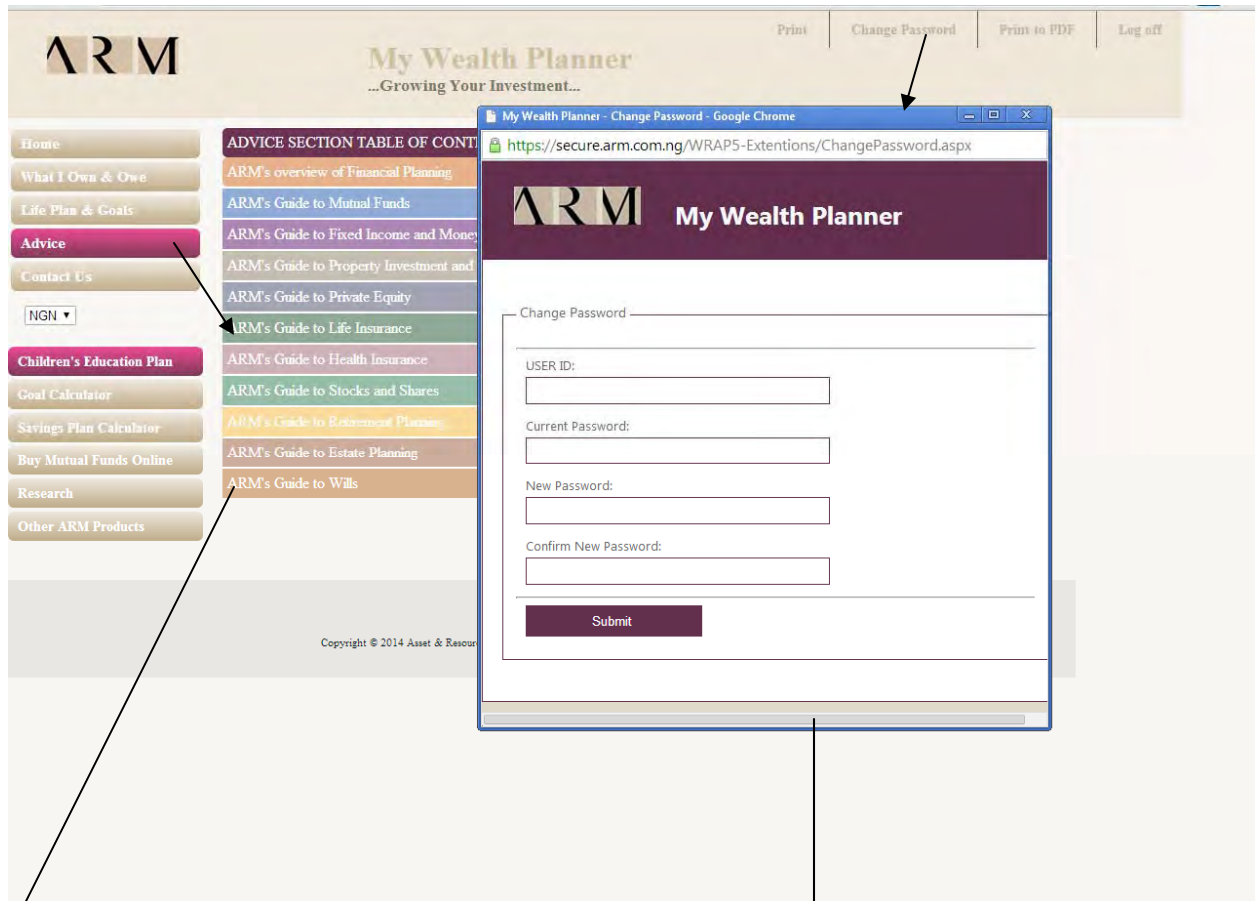 Print
Change Password
Print to PDF
Log off
ARM
My Wealth Planner
...Growing Your Investment...
Home
What I Own & Owe
Life Plan & Goals
Advice
Contact Us
NGN
Children's Education Plan
Goal Calculator
Savings Plan Calculator
Buy Mutual Funds Online
Research
Other ARM Products
ADVICE SECTION TABLE OF CONT
ARM's overview of Financial Planning
ARM's Guide to Mutual Funds
ARM's Guide to Fixed Income and Money
ARM's Guide to Property Investment and
ARM's Guide to Private Equity
ARM's Guide to Life Insurance
ARM's Guide to Health Insurance
ARM's Guide to Stocks and Shares
ARM's Guide to Retirement Planning
ARM's Guide to Estate Planning
ARM's Guide to Wills
My Wealth Planner - Change Password - Google Chrome
https://secure.arm.com.ng/WRAP5-Extentions/ChangePassword.aspx
ARM
My Wealth Planner
Change Password
USER ID:
Current Password:
New Password:
Confirm New Password:
Submit
Copyright © 2014 Asset & Resour